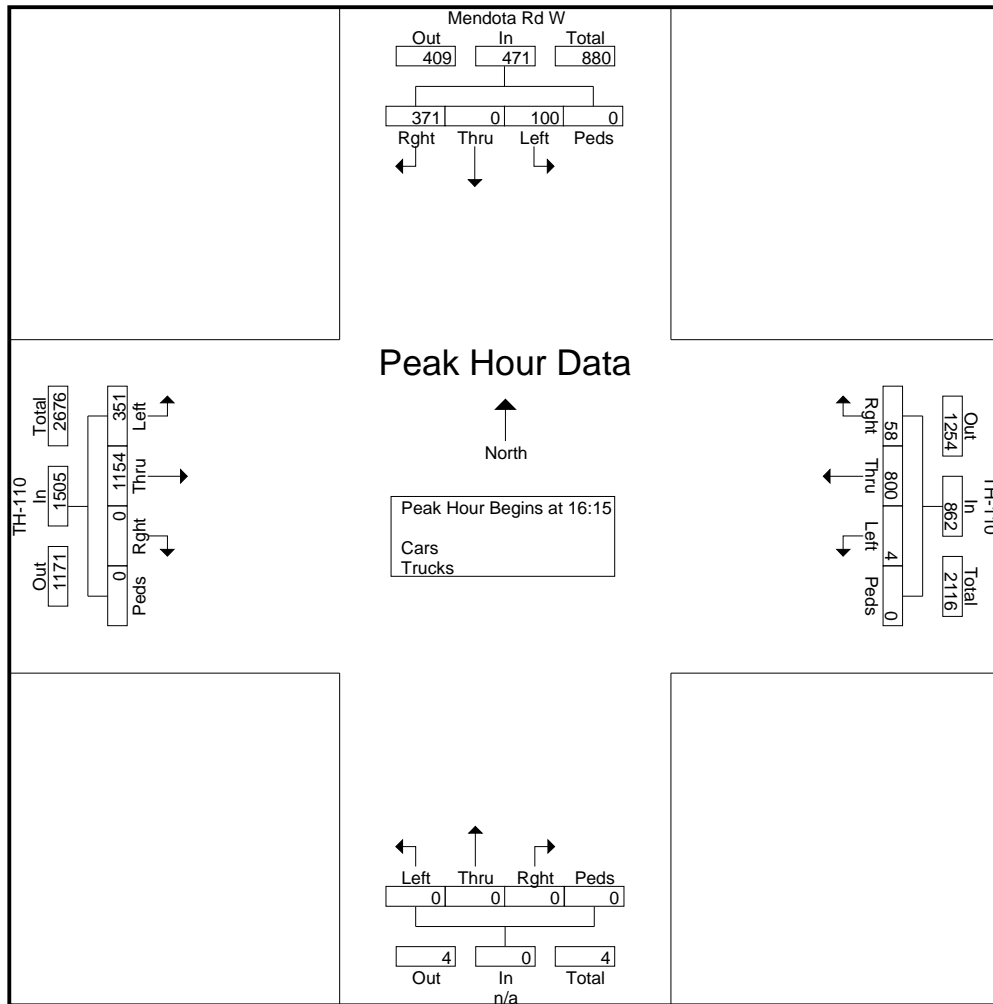 Mendota Rd W
Out In Total
409 471 880
371 0 100 0
Rght Thru Left Peds
Peak Hour Data
North
Peak Hour Begins at 16:15
Cars
Trucks
TH-110
Total In Out
2676 1505 1171
351 1154 0 0
Left Thru Rght Peds
TH-110
Out In Total
1254 862 2116
58 800 4 0
Rght Thru Left Peds
Left Thru Rght Peds
0 0 0 0
4 0 4
Out In Total
n/a